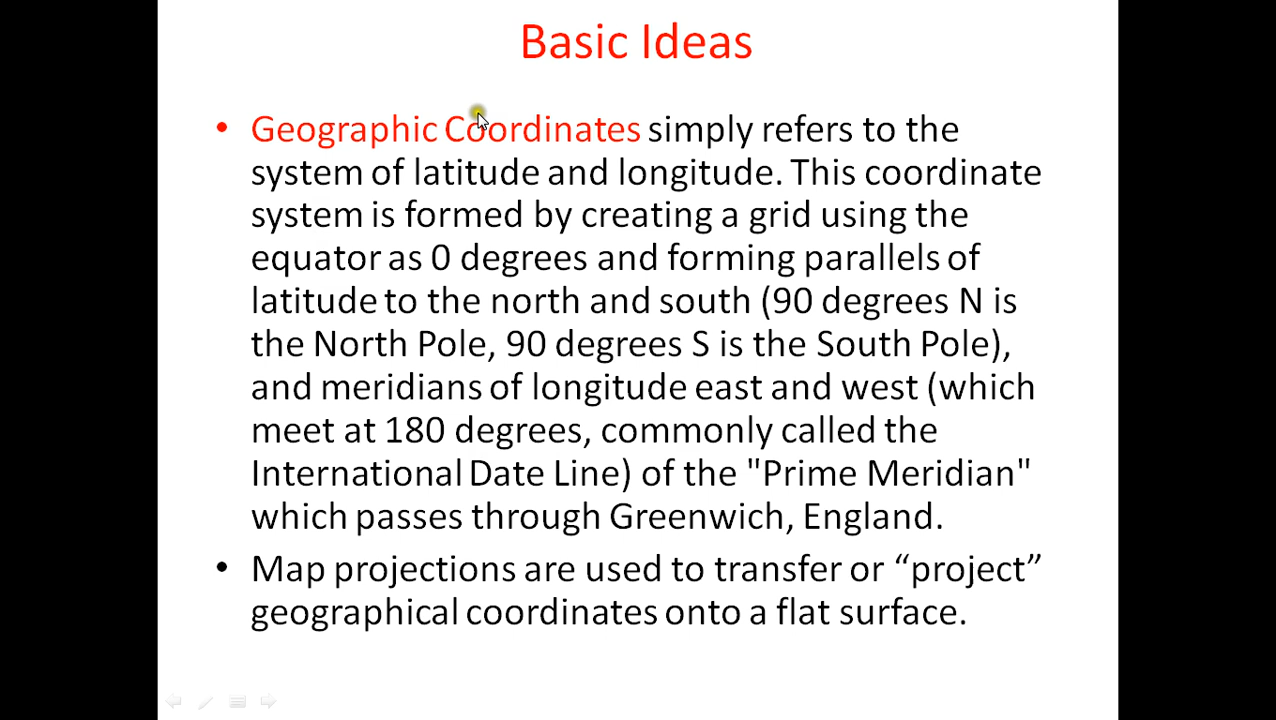 Basic Ideas
• Geographic Coordinates simply refers to the
system of latitude and longitude. This coordinate
system is formed by creating a grid using the
equator as 0 degrees and forming parallels of
latitude to the north and south (90 degrees N is
the North Pole, 90 degrees S is the South Pole),
and meridians of longitude east and west (which
meet at 180 degrees, commonly called the
International Date Line) of the "Prime Meridian"
which passes through Greenwich, England.
• Map projections are used to transfer or “project”
geographical coordinates onto a flat surface.